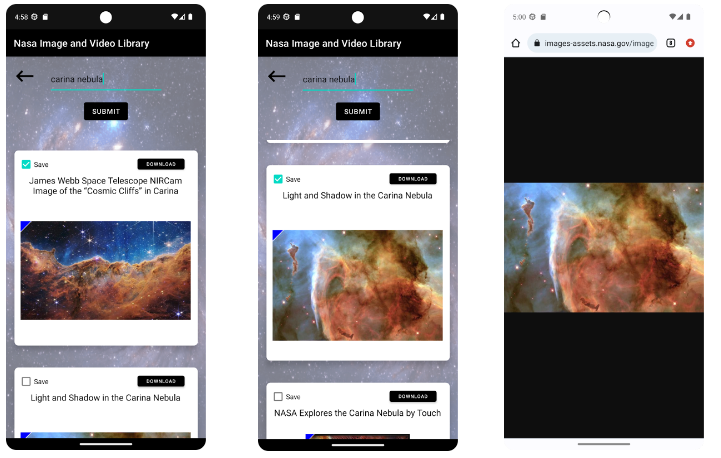 4:58
Nasa Image and Video Library
carina nebula
SUBMIT
Save
DOWNLOAD
James Webb Space Telescope NIRCam
Image of the “Cosmic Cliffs” in Carina
Save
DOWNLOAD
Light and Shadow in the Carina Nebula
4:59
Nasa Image and Video Library
carina nebula
SUBMIT
Save
DOWNLOAD
Light and Shadow in the Carina Nebula
Save
DOWNLOAD
NASA Explores the Carina Nebula by Touch
5:00
images-assets.nasa.gov/image